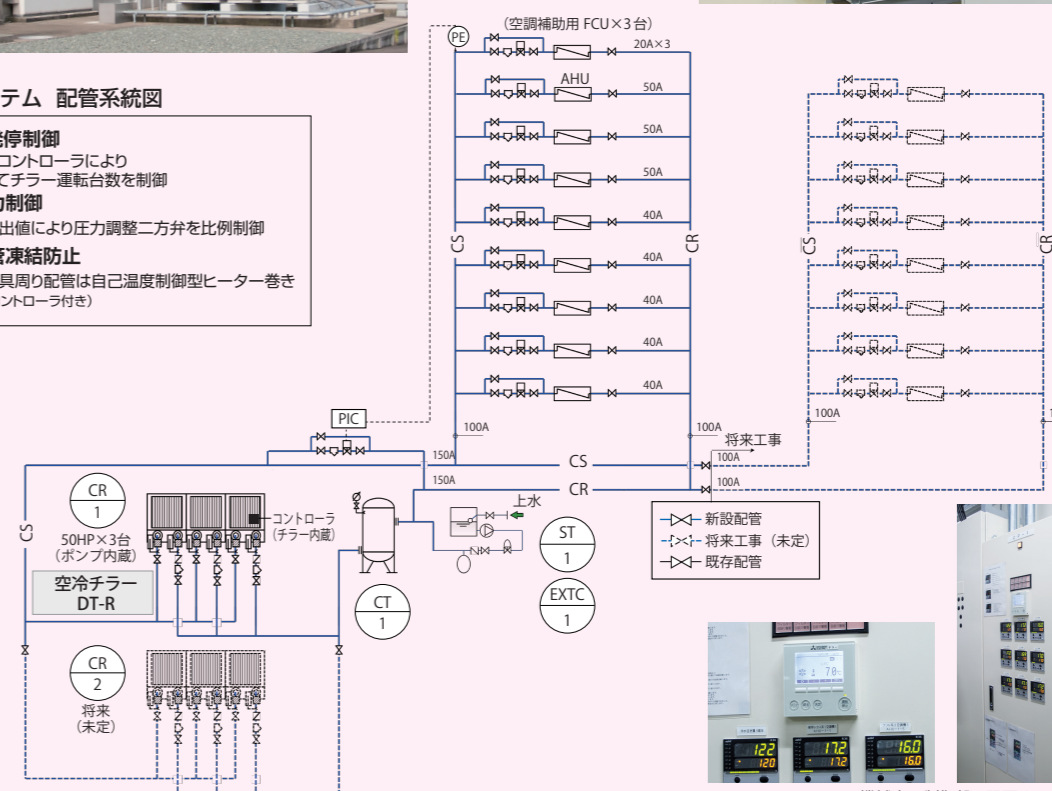 テム 配管系統図
発停制御
コントローラにより
てチラー運転台数を制御
力制御
出値により圧力調整二方弁を比例制御
管凍結防止
具周り配管は自己温度制御型ヒーター巻き
ントローラ付き）
（空調補助用 FCU×3台）
PE
20A×3
AHU
50A
50A
50A
40A
40A
40A
40A
40A
CS
CR
CS
CR
PIC
100A
100A
100A
将来工事
150A
CS
100A
150A
CR
100A
CS
CR
1
50HP×3台
（ポンプ内蔵）
空冷チラー
DT-R
コントローラ
（チラー内蔵）
CT
1
上水
ST
1
EXTC
1
新設配管
将来工事（未定）
既存配管
CR
2
将来
（未定）
122
120
17.2
17.2
16.0
16.0